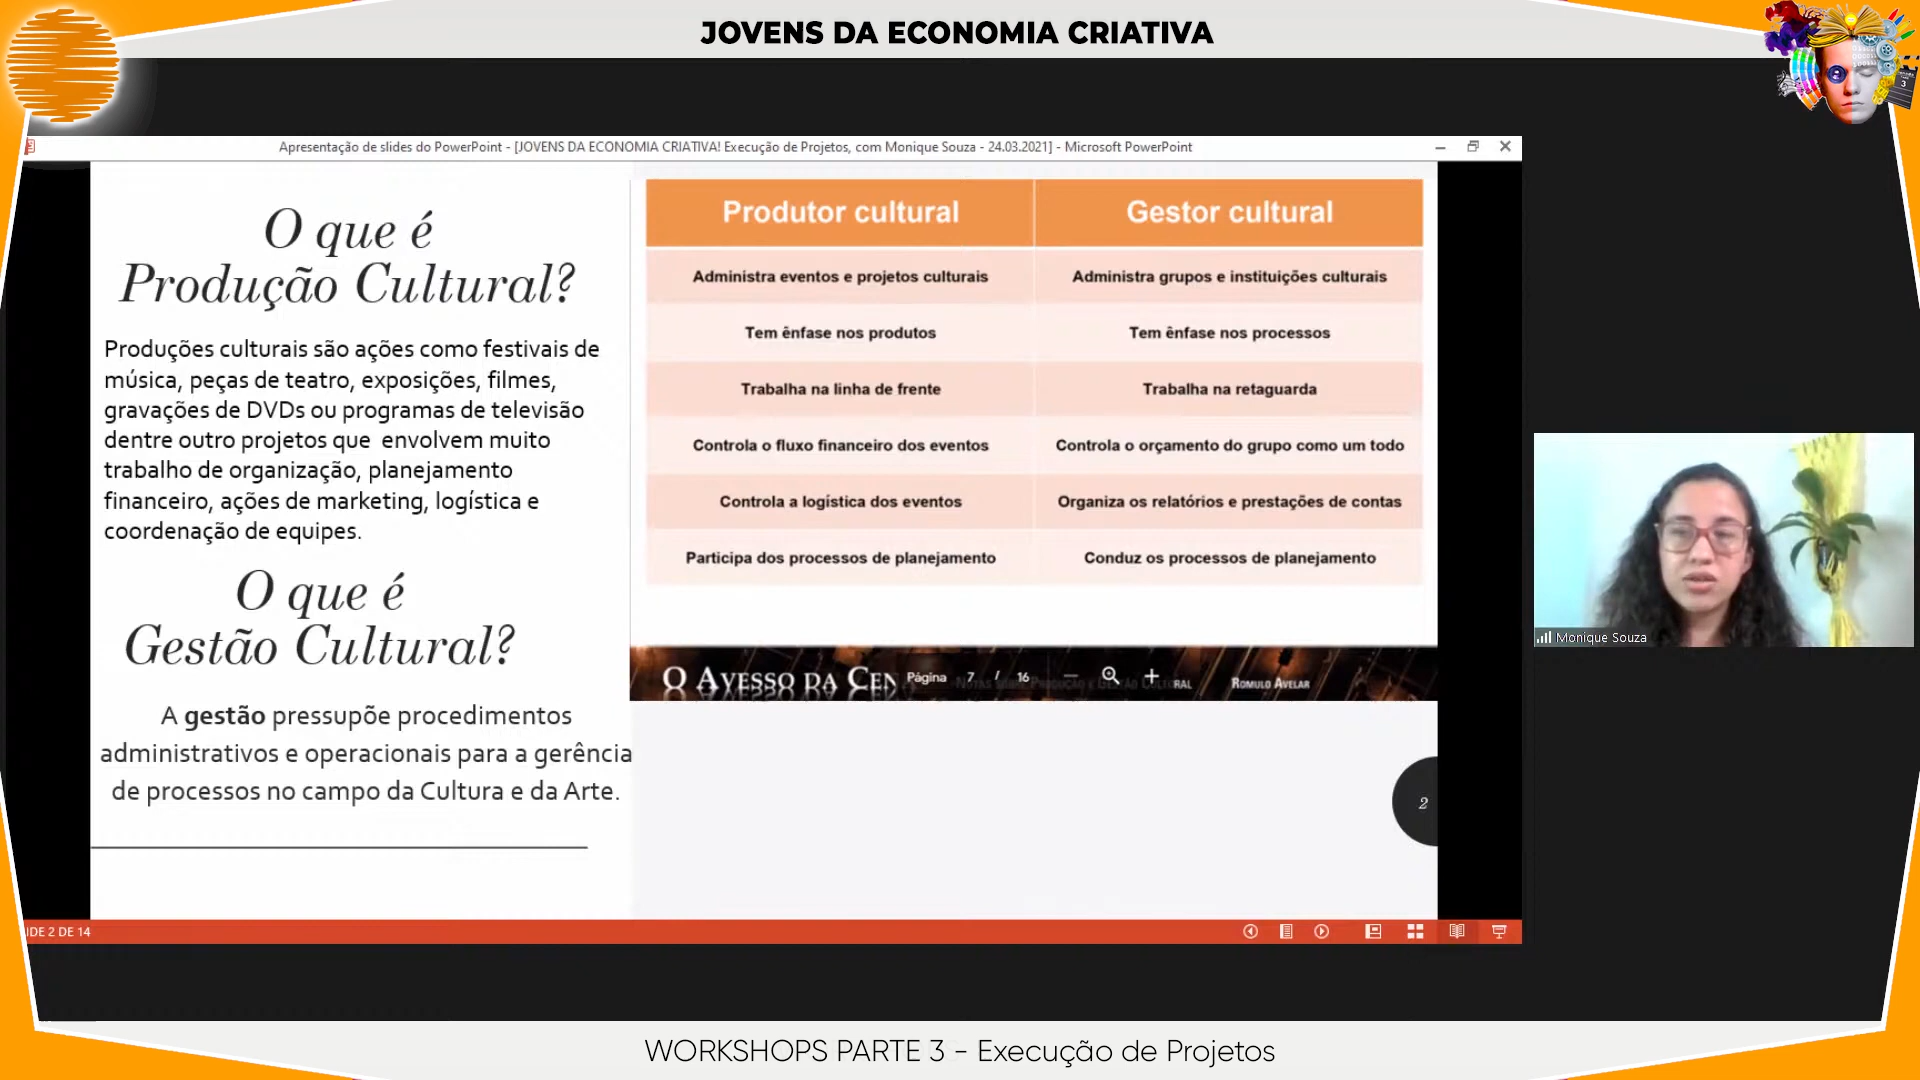 JOVENS DA ECONOMIA CRIATIVA
Apresentação de slides do PowerPoint - [JOVENS DA ECONOMIA CRIATIVA! Execução de Projetos, com Monique Souza - 24.03.2021] - Microsoft PowerPoint
O que é
Produção Cultural?
Produções culturais são ações como festivais de
música, peças de teatro, exposições, filmes,
gravações de DVDs ou programas de televisão
dentre outro projetos que envolvem muito
trabalho de organização, planejamento
financeiro, ações de marketing, logística e
coordenação de equipes.
O que é
Gestão Cultural?
A gestão pressupõe procedimentos
administrativos e operacionais para a gerência
de processos no campo da Cultura e da Arte.
Produtor cultural Gestor cultural
Administra eventos e projetos culturais Administra grupos e instituições culturais
Tem ênfase nos produtos Tem ênfase nos processos
Trabalha na linha de frente Trabalha na retaguarda
Controla o fluxo financeiro dos eventos Controla o orçamento do grupo como um todo
Controla a logística dos eventos Organiza os relatórios e prestações de contas
Participa dos processos de planejamento Conduz os processos de planejamento
O AVESSO DA CEN Página 7 / 16 RAL ROMULO AVELAR
2
IDE 2 DE 14
Monique Souza
WORKSHOPS PARTE 3 - Execução de Projetos